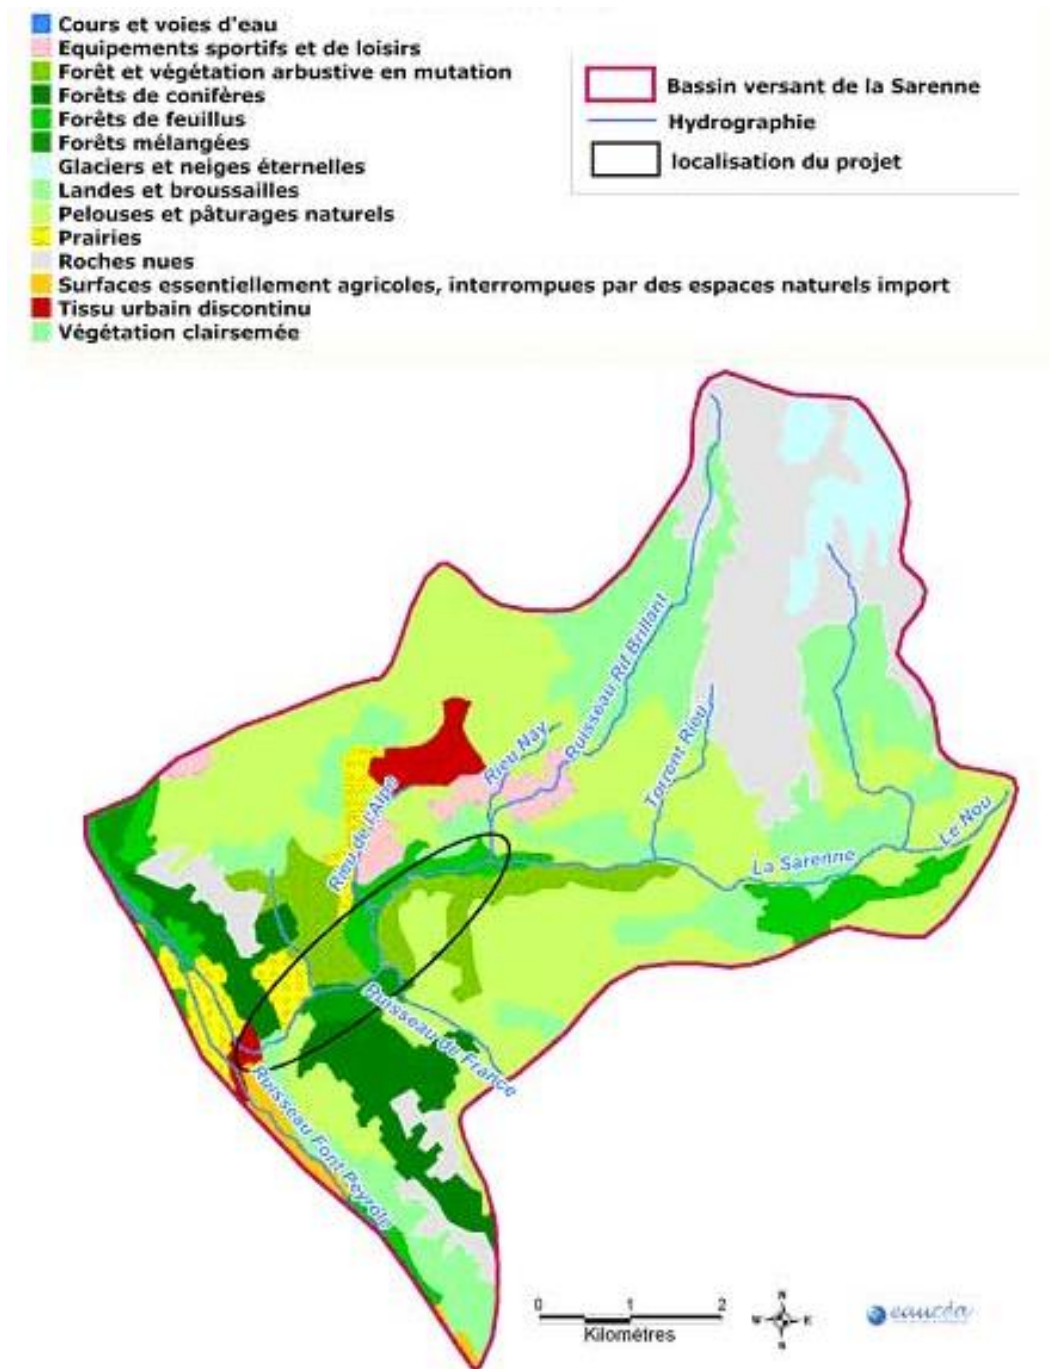 Cours et voies d'eau
Equipements sportifs et de loisirs
Forêt et végétation arbustive en mutation
Forêts de conifères
Forêts de feuillus
Forêts mélangées
Glaciers et neiges éternelles
Landes et broussailles
Pelouses et pâturages naturels
Prairies
Roches nues
Surfaces essentiellement agricoles, interrompues par des espaces naturels import
Tissu urbain discontinu
Végétation clairsemée
Bassin versant de la Sarenne
Hydrographie
localisation du projet
Ruisseau Rif Brillant
Rieu Nay
Torront Rieu
Rieu de l'Alpe
La Sarenne
Le Nou
Ruisseau de France
Ruisseau Font Peyrole
0 1 2
Kilomètres
N
W E
eaucéa